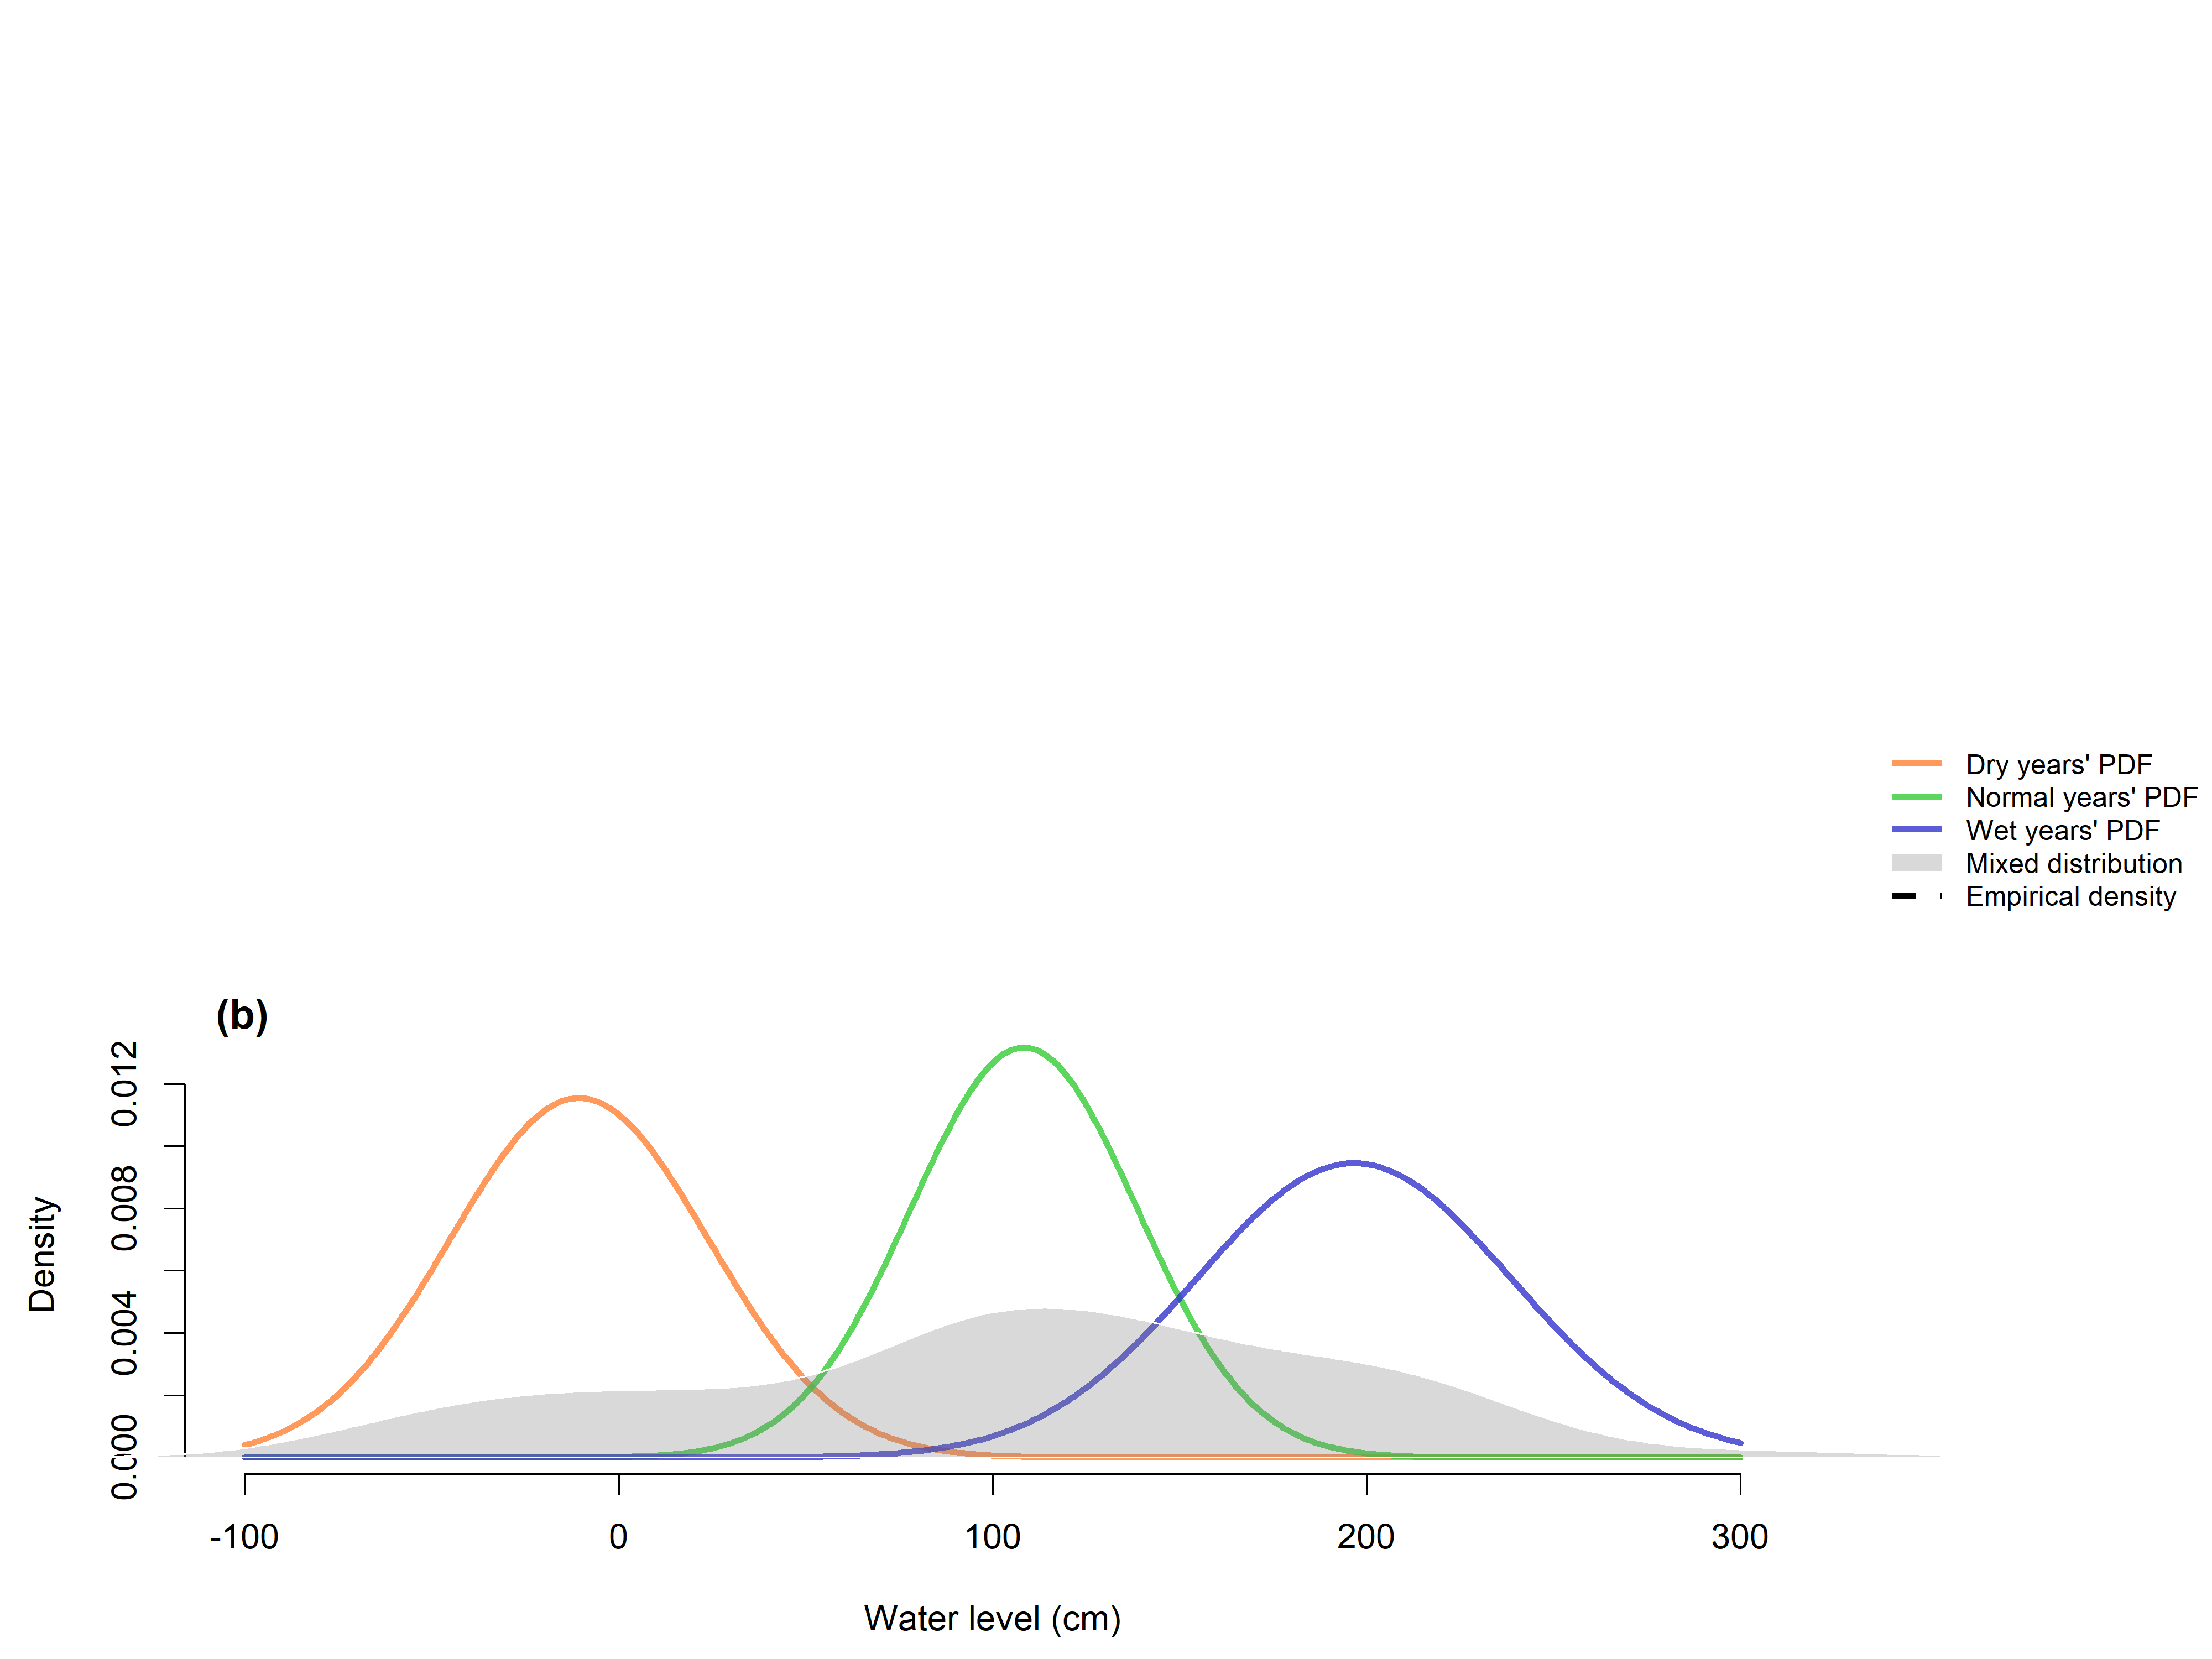 Dry years' PDF
Normal years' PDF
Wet years' PDF
Mixed distribution
Empirical density
(b)
0.012
0.008
0.004
0.000
Density
-100 0 100 200 300
Water level (cm)